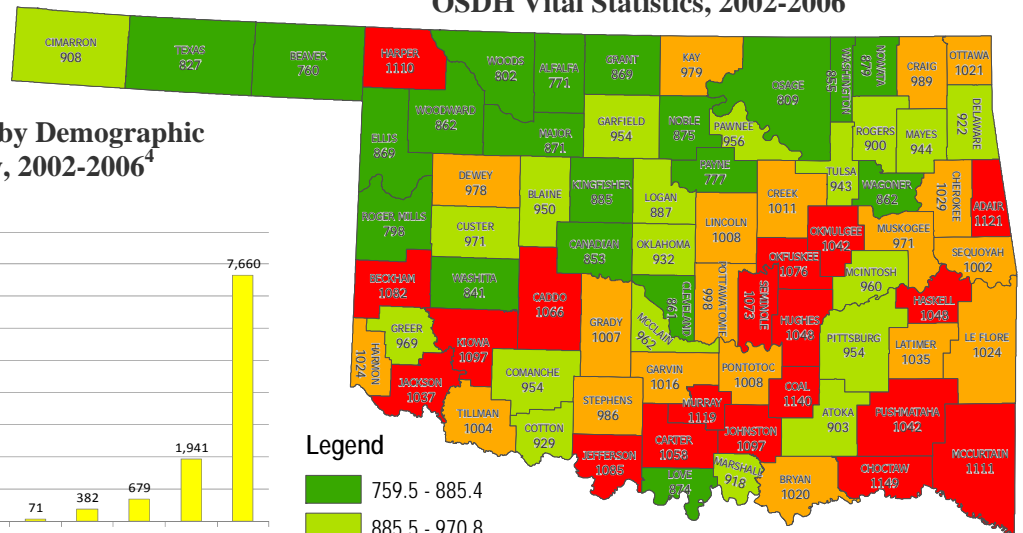 OSDH Vital Statistics, 2002-2006
CIMARRON
908
TEXAS
827
BEAVER
760
HARPER
1110
WOODS
802
ALFALFA
771
GRANT
869
KAY
979
OSAGE
809
WASHINGTON
855
NOWATA
879
CRAIG
989
OTTAWA
1021
DELAWARE
922
ELLIS
869
WOODWARD
862
MAJOR
871
GARFIELD
954
NOBLE
875
PAWNEE
956
ROGERS
900
MAYES
944
by Demographic
, 2002-2006⁴
DEWEY
978
BLAINE
950
KINGFISHER
885
LOGAN
887
PAYNE
777
CREEK
1011
TULSA
943
WAGONER
862
CHEROKEE
1029
ADAIR
1121
ROGER MILLS
798
CUSTER
971
CANADIAN
853
OKLAHOMA
932
LINCOLN
1008
OKMULGEE
1042
MUSKOGEE
971
SEQUOYAH
1002
BECKHAM
1062
WASHITA
841
CADDO
1066
GRADY
1007
CLEVELAND
861
MCCLAIN
962
POTTAWATOMIE
998
SEMINOLE
1073
OKFUSKEE
1076
HUGHES
1046
MCINTOSH
960
HASKELL
1048
GREER
969
HARMON
1024
KIOWA
1097
JACKSON
1037
TILLMAN
1004
COMANCHE
954
COTTON
929
STEPHENS
986
GARVIN
1016
PONTOTOC
1008
MURRAY
1119
JOHNSTON
1097
COAL
1140
PITTSBURG
954
LATIMER
1035
LE FLORE
1024
JEFFERSON
1085
CARTER
1058
LOVE
874
MARSHALL
918
BRYAN
1020
ATOKA
903
PUSHMATAHA
1042
CHOCTAW
1149
MCCURTAIN
1111
71
382
679
1,941
7,660
Legend
759.5 - 885.4
885.5 - 970.8